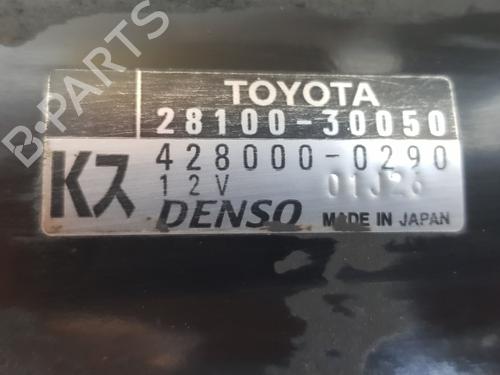 TOYOTA
28100-30050
Kス 428000-0290
12V 01J26
DENSO MADE IN JAPAN
B-PARTS